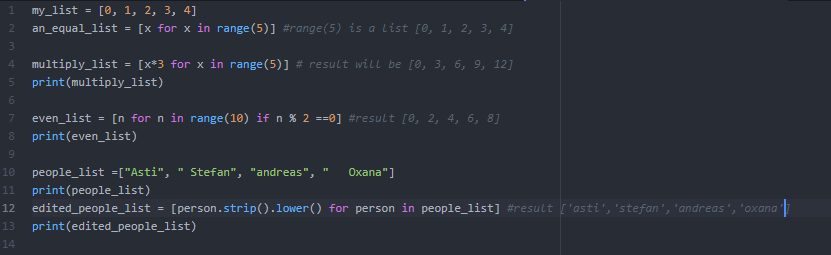 1 my_list = [0, 1, 2, 3, 4]
2 an_equal_list = [x for x in range(5)] #range(5) is a list [0, 1, 2, 3, 4]
3
4 multiply_list = [x*3 for x in range(5)] # result will be [0, 3, 6, 9, 12]
5 print(multiply_list)
6
7 even_list = [n for n in range(10) if n % 2 ==0] #result [0, 2, 4, 6, 8]
8 print(even_list)
9
10 people_list =["Asti", " Stefan", "andreas", "   Oxana"]
11 print(people_list)
12 edited_people_list = [person.strip().lower() for person in people_list] #result ['asti','stefan','andreas','oxana']
13 print(edited_people_list)
14